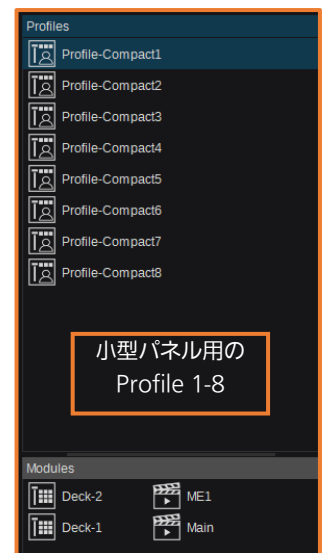 Profiles
Profile-Compact1
Profile-Compact2
Profile-Compact3
Profile-Compact4
Profile-Compact5
Profile-Compact6
Profile-Compact7
Profile-Compact8
小型パネル用の
Profile 1-8
Modules
Deck-2 ME1
Deck-1 Main